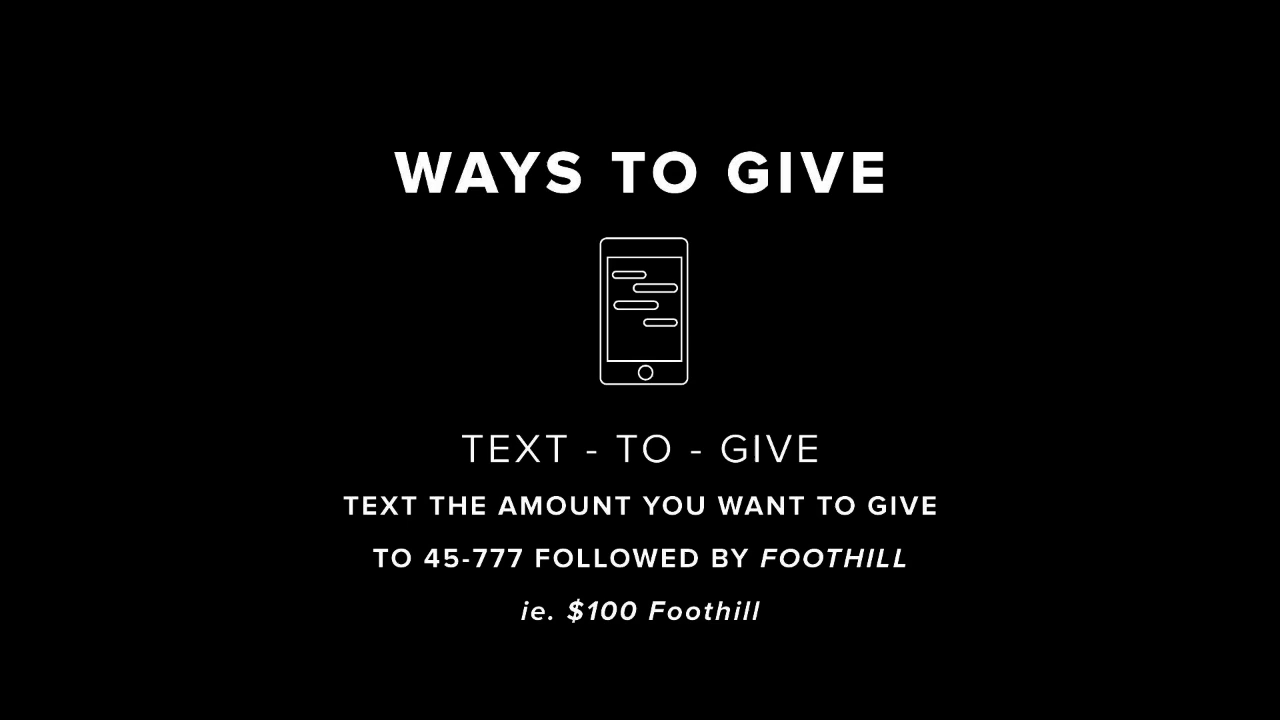 WAYS TO GIVE
TEXT - TO - GIVE
TEXT THE AMOUNT YOU WANT TO GIVE
TO 45-777 FOLLOWED BY FOOTHILL
ie. $100 Foothill